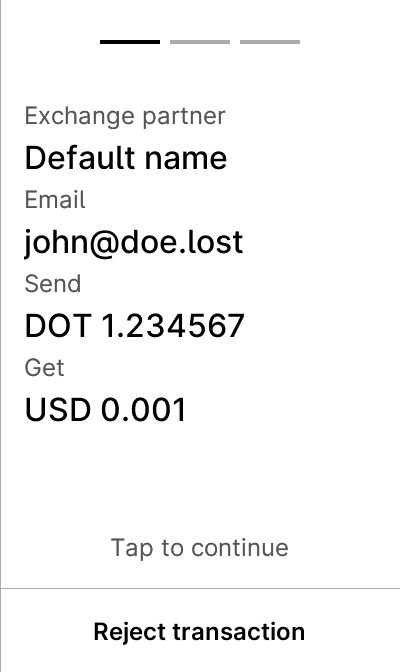 Exchange partner
Default name
Email
john@doe.lost
Send
DOT 1.234567
Get
USD 0.001
Tap to continue
Reject transaction